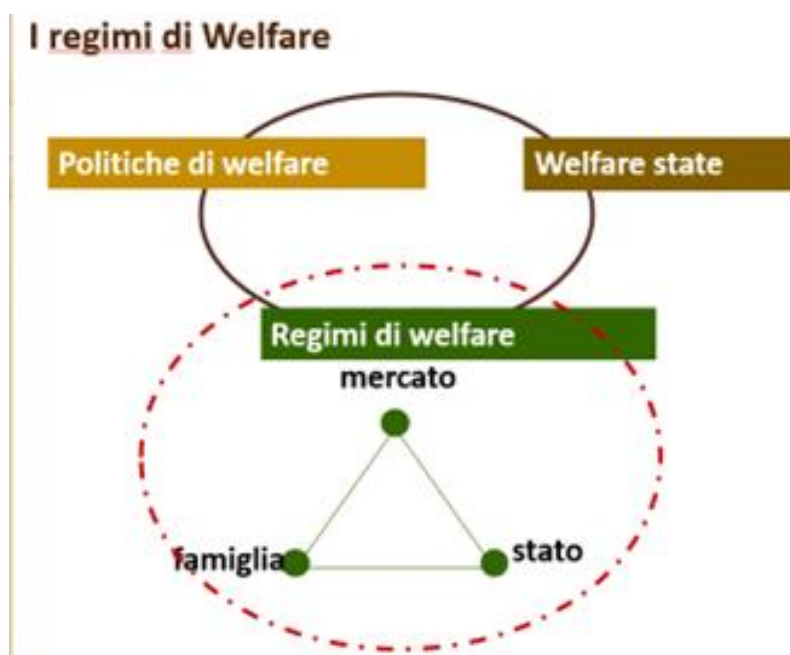 I regimi di Welfare
Politiche di welfare
Welfare state
Regimi di welfare
mercato
famiglia
stato